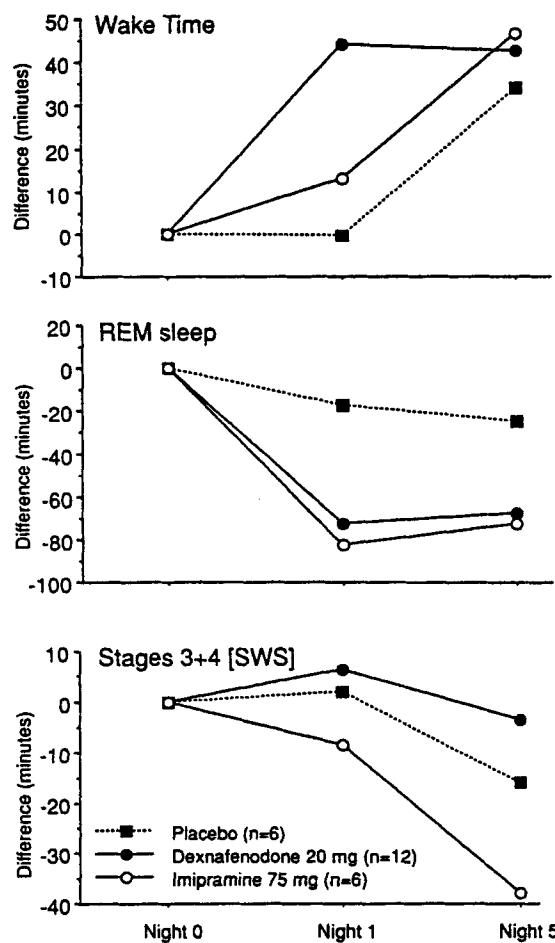 Wake Time
Difference (minutes)
50
40
30
20
10
0
-10
REM sleep
Difference (minutes)
20
0
-20
-40
-60
-80
-100
Stages 3+4 [SWS]
Difference (minutes)
10
0
-10
-20
-30
-40
Placebo (n=6)
Dexnafenodone 20 mg (n=12)
Imipramine 75 mg (n=6)
Night 0 Night 1 Night 5